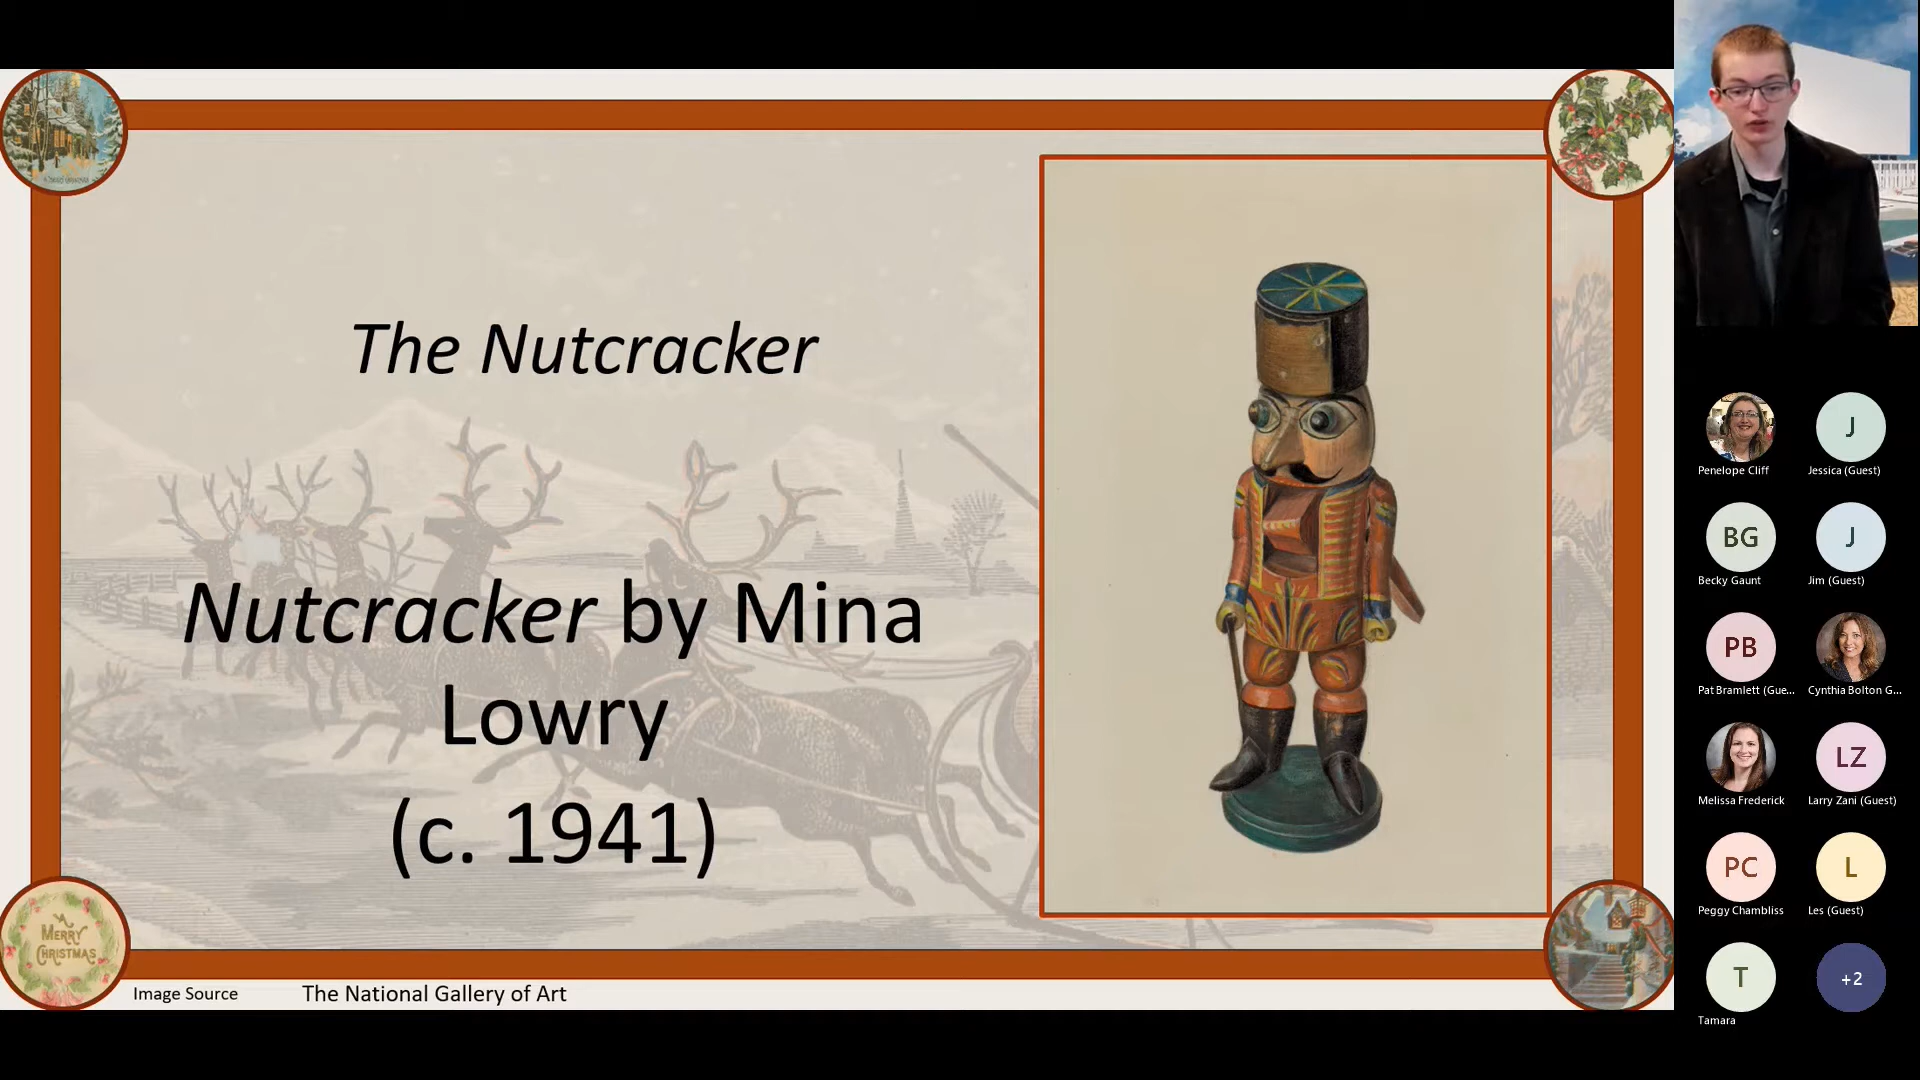 The Nutcracker
Nutcracker by Mina
Lowry
(c. 1941)
A
MERRY
CHRISTMAS
Image Source
The National Gallery of Art
Penelope Cliff
J
Jessica (Guest)
BG
Becky Gaunt
J
Jim (Guest)
PB
Pat Bramlett (Gue...
Cynthia Bolton G...
Melissa Frederick
LZ
Larry Zani (Guest)
PC
Peggy Chambliss
L
Les (Guest)
T
Tamara
+2